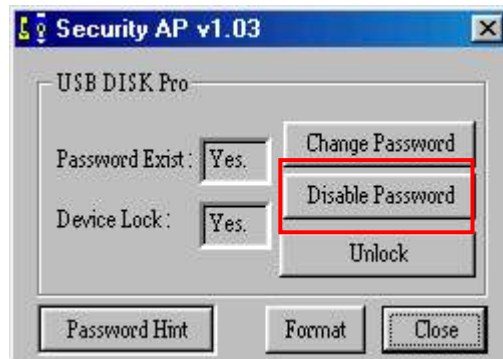 Security AP v1.03
USB DISK Pro
Password Exist: Yes.
Change Password
Disable Password
Device Lock: Yes.
Unlock
Password Hint
Format
Close